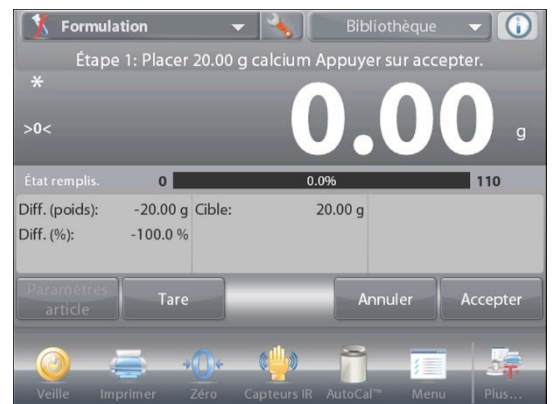 Formulation
Bibliothèque
Étape 1: Placer 20.00 g calcium Appuyer sur accepter.
*
>0<
0.00 g
État remplis. 0 0.0% 110
Diff. (poids): -20.00 g Cible: 20.00 g
Diff. (%): -100.0 %
Paramètres article
Tare
Annuler
Accepter
Veille
Imprimer
Zéro
Capteurs IR
AutoCal™
Menu
Plus...